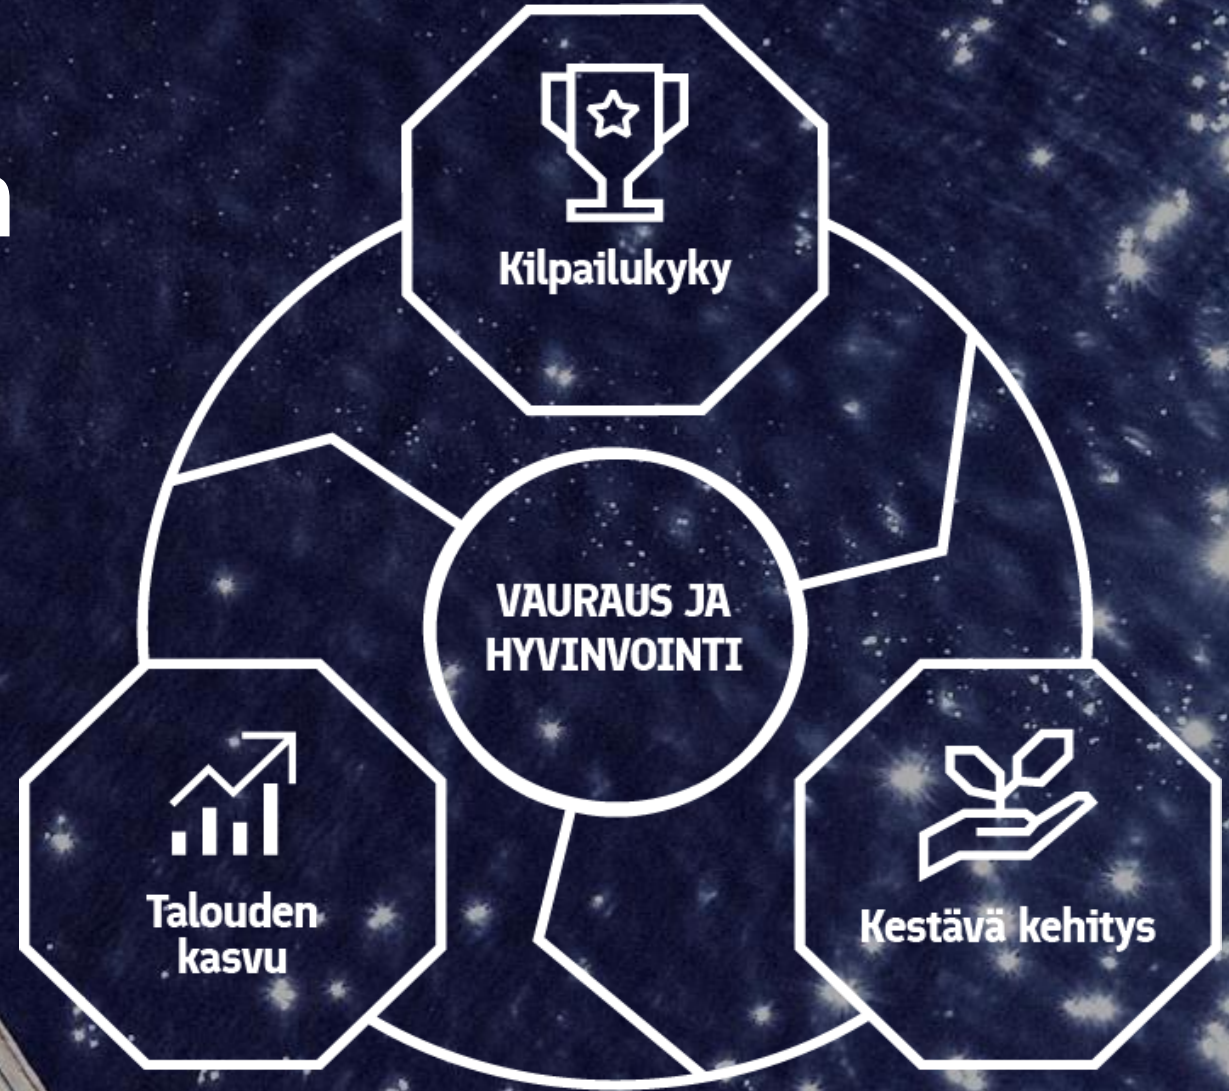 Kilpailukyky
VAURAUS JA
HYVINVOINTI
Talouden
kasvu
Kestävä kehitys